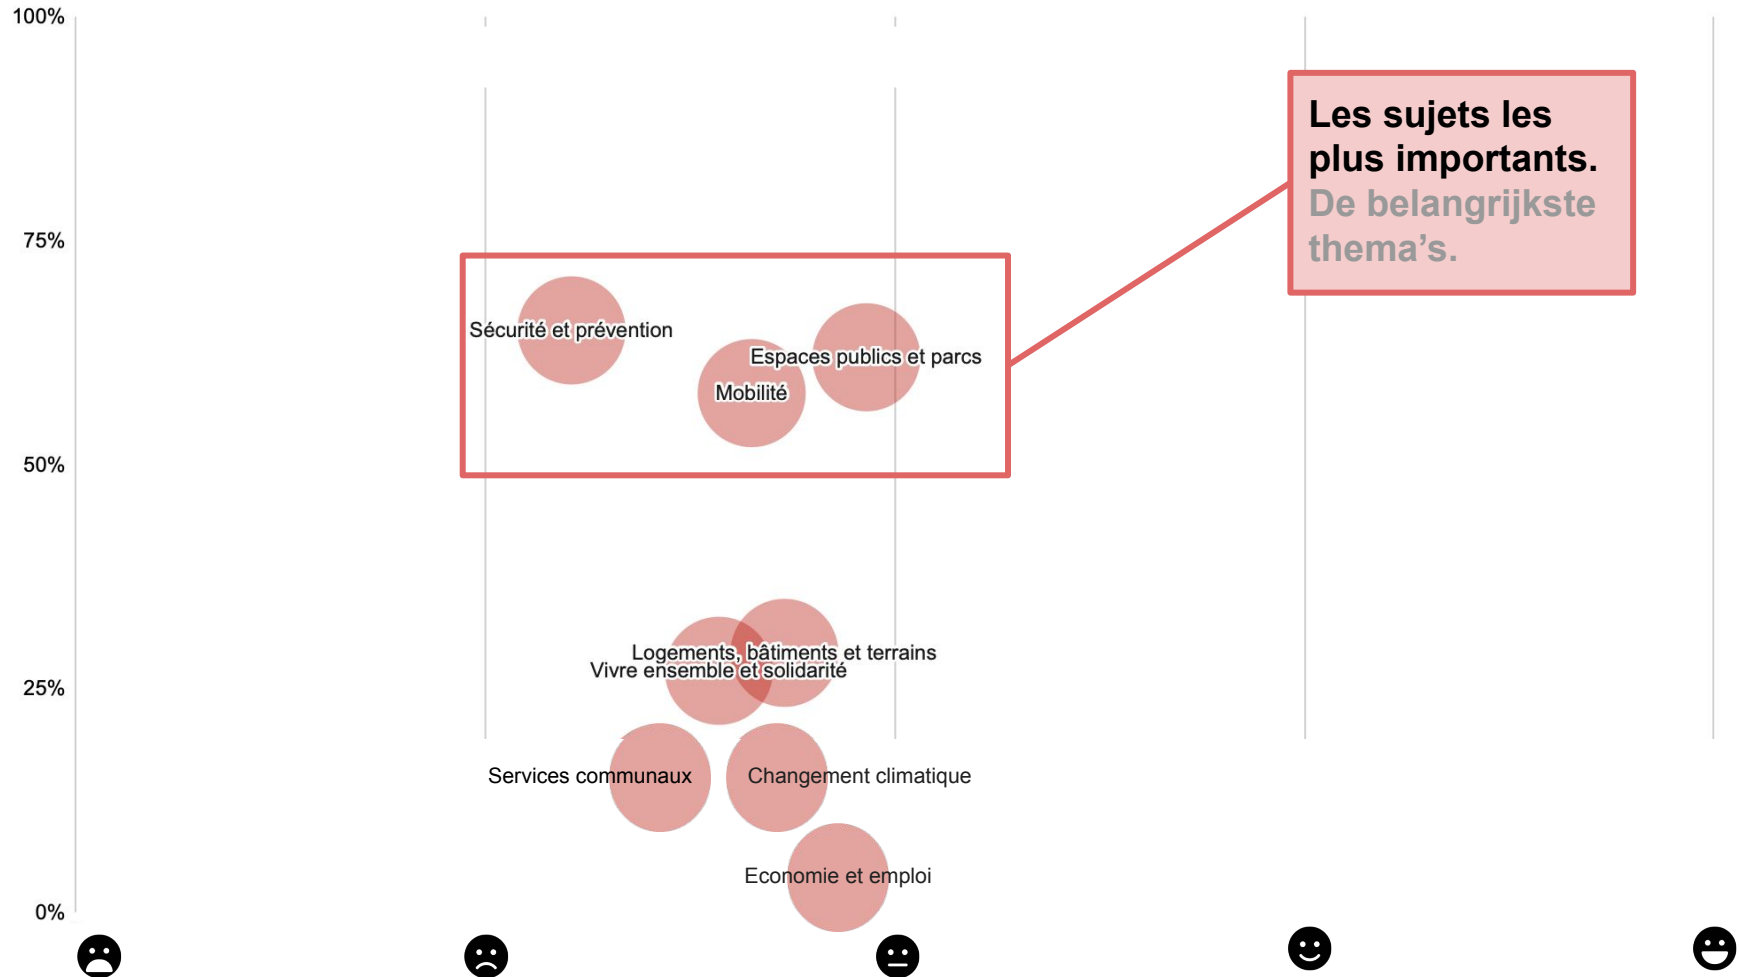 100%
Les sujets les
plus importants.
De belangrijkste
thema’s.
75%
Sécurité et prévention
Espaces publics et parcs
Mobilité
50%
Logements, bâtiments et terrains
Vivre ensemble et solidarité
25%
Services communaux
Changement climatique
Economie et emploi
0%